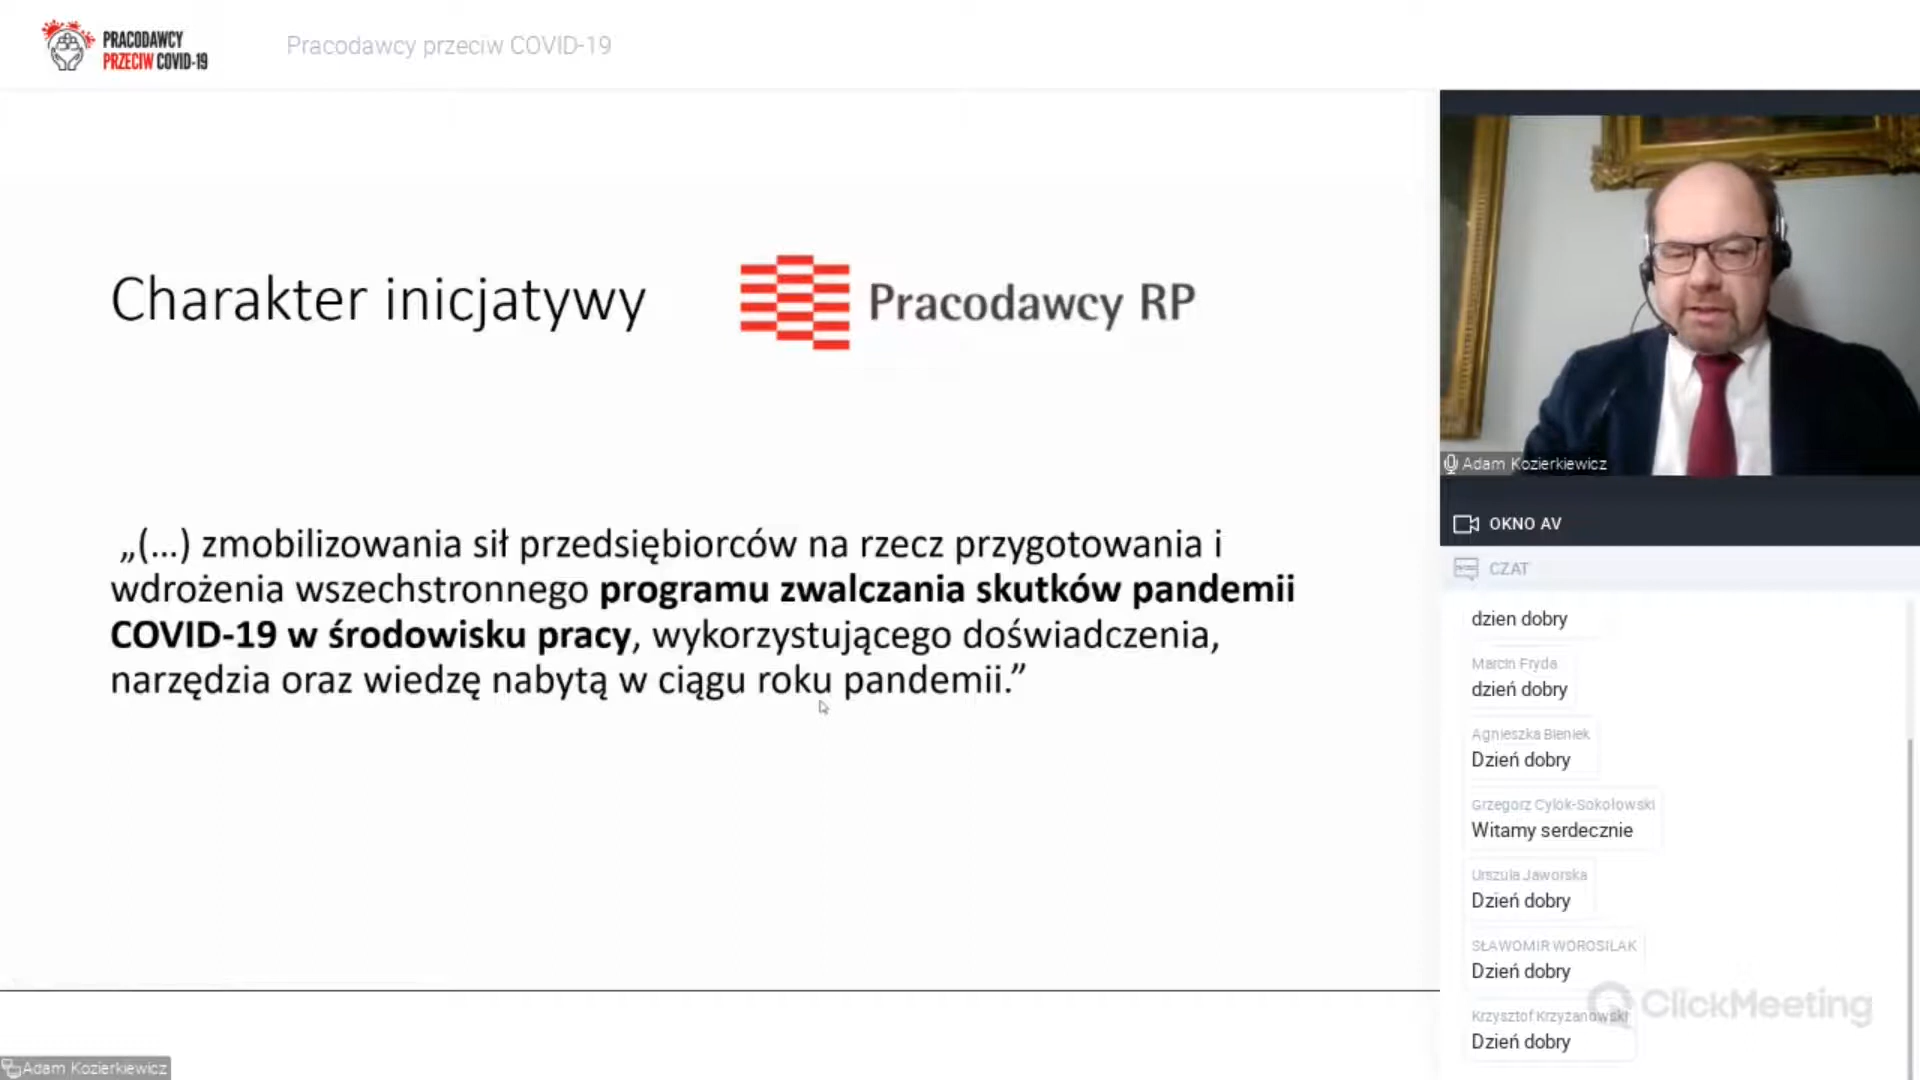 PRACODAWCY
PRZECIW COVID-19
Pracodawcy przeciw COVID-19
Charakter inicjatywy
Pracodawcy RP
„(...) zmobilizowania sił przedsiębiorców na rzecz przygotowania i
wdrożenia wszechstronnego programu zwalczania skutków pandemii
COVID-19 w środowisku pracy, wykorzystującego doświadczenia,
narzędzia oraz wiedzę nabytą w ciągu roku pandemii.”
Adam Kozierkiewicz
Adam Kozierkiewicz
OKNO AV
CZAT
dzien dobry
Marcin Fryda
dzień dobry
Agnieszka Bieniek
Dzień dobry
Grzegorz Cylok-Sokołowski
Witamy serdecznie
Urszula Jaworska
Dzień dobry
SŁAWOMIR WOROSILAK
Dzień dobry
Krzysztof Krzyżanowski
Dzień dobry
ClickMeeting